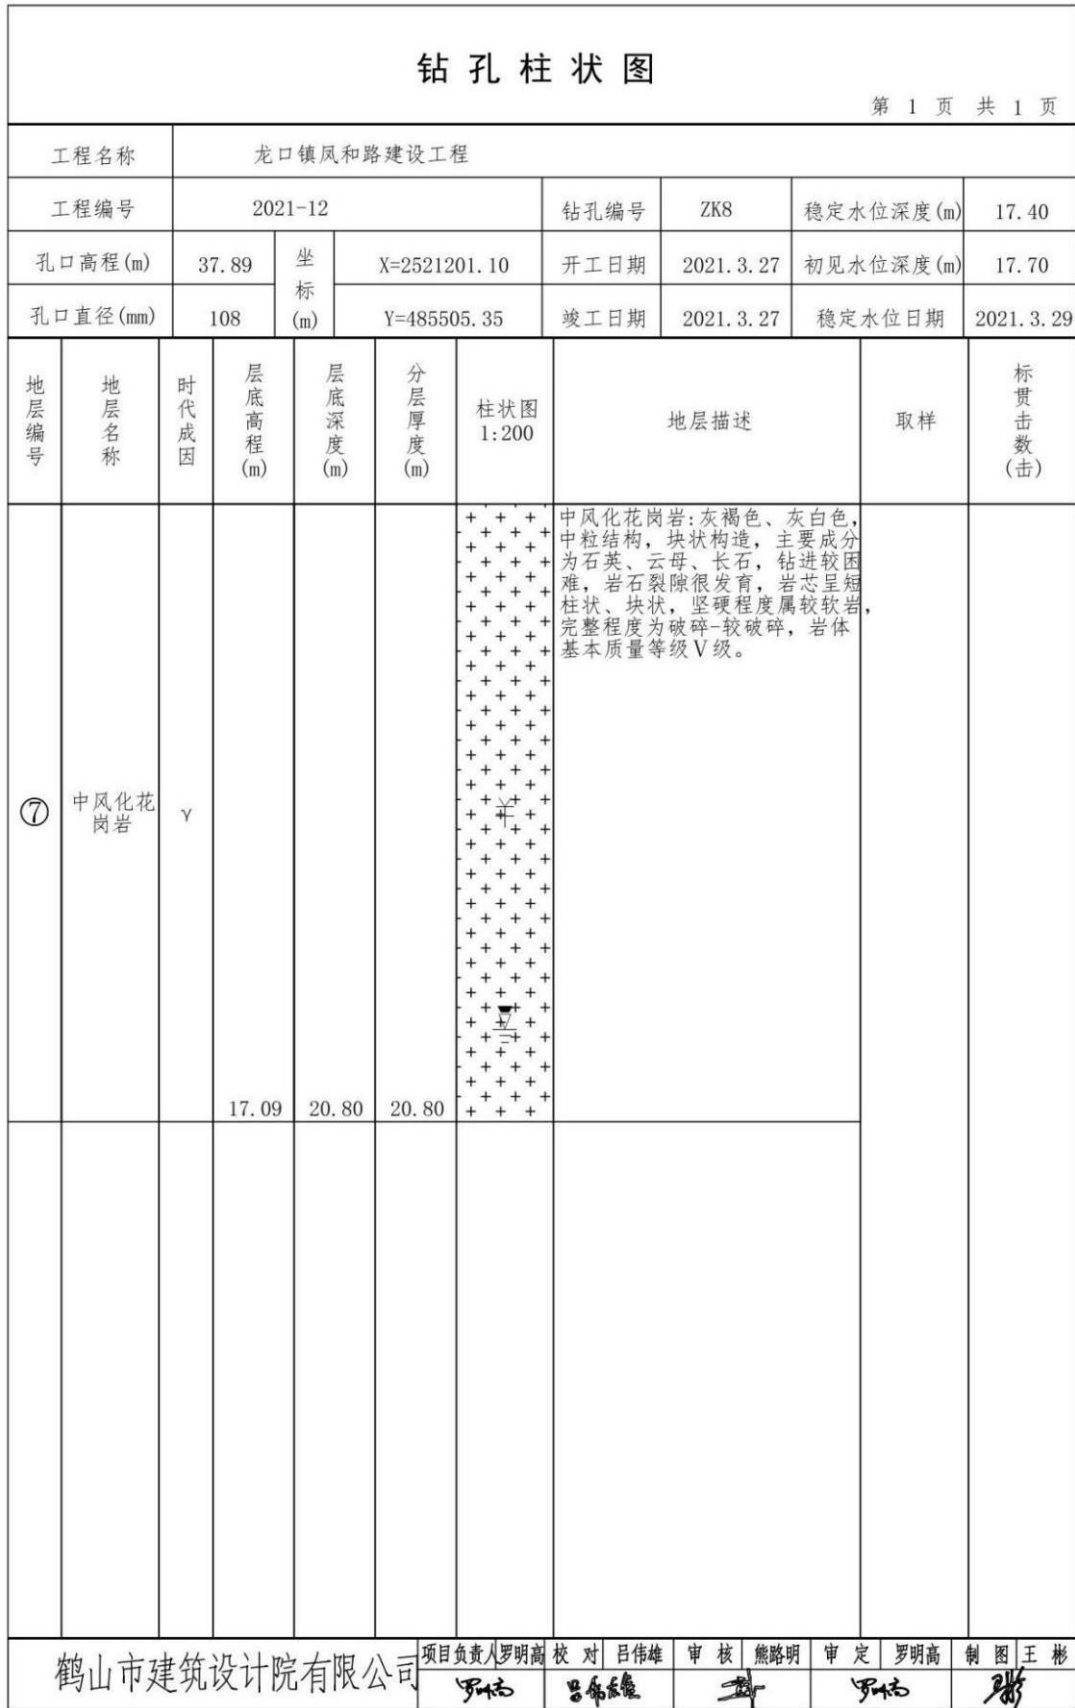 钻孔柱状图
第 1 页 共 1 页
工程名称 龙口镇凤和路建设工程
工程编号 2021-12 钻孔编号 ZK8 稳定水位深度(m) 17.40
孔口高程(m) 37.89 坐标(m) X=2521201.10 开工日期 2021.3.27 初见水位深度(m) 17.70
孔口直径(mm) 108 Y=485505.35 竣工日期 2021.3.27 稳定水位日期 2021.3.29
地层编号 地层名称 时代成因 层底高程(m) 层底深度(m) 分层厚度(m) 柱状图 1:200 地层描述 取样 标贯击数(击)
中风化花岗岩:灰褐色、灰白色,
中粒结构, 块状构造, 主要成分
为石英、云母、长石, 钻进较困
难, 岩石裂隙很发育, 岩芯呈短
柱状、块状, 坚硬程度属较软岩,
完整程度为破碎-较破碎, 岩体
基本质量等级Ⅴ级。
⑦ 中风化花岗岩 γ
17.09 20.80 20.80
鹤山市建筑设计院有限公司 项目负责人 罗明高 校 对 吕伟雄 审 核 熊路明 审 定 罗明高 制 图 王 彬
罗明高 吕伟雄 罗明高